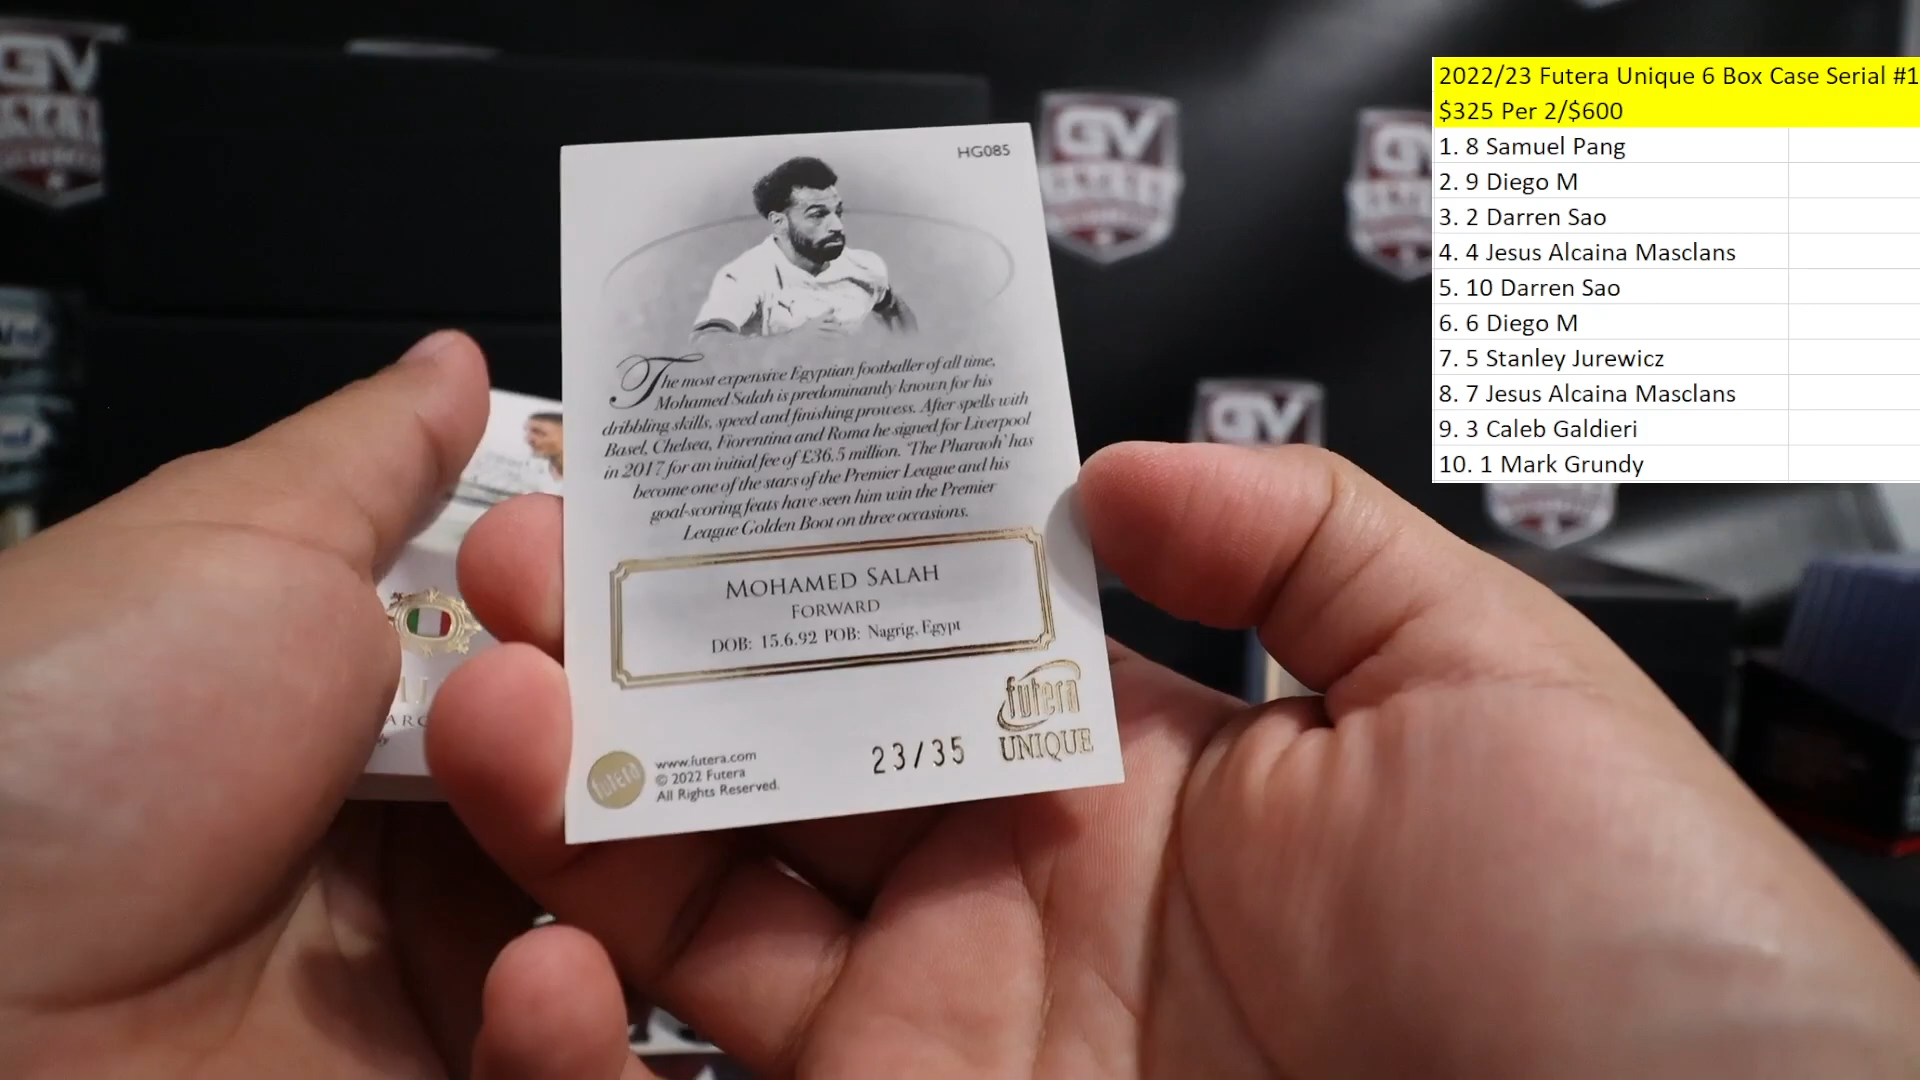 2022/23 Futera Unique 6 Box Case Serial #1
$325 Per 2/$600
1. 8 Samuel Pang
2. 9 Diego M
3. 2 Darren Sao
4. 4 Jesus Alcaina Masclans
5. 10 Darren Sao
6. 6 Diego M
7. 5 Stanley Jurewicz
8. 7 Jesus Alcaina Masclans
9. 3 Caleb Galdieri
10. 1 Mark Grundy
HG085
The most expensive Egyptian footballer of all time,
Mohamed Salah is predominantly known for his
dribbling skills, speed and finishing prowess. After spells with
Basel, Chelsea, Fiorentina and Roma he signed for Liverpool
in 2017 for an initial fee of £36.5 million. 'The Pharaoh' has
become one of the stars of the Premier League and his
goal-scoring feats have seen him win the Premier
League Golden Boot on three occasions.
MOHAMED SALAH
FORWARD
DOB: 15.6.92 POB: Nagrig, Egypt
futera
UNIQUE
23/35
futera
www.futera.com
© 2022 Futera
All Rights Reserved.
GV
GV
GV
GV